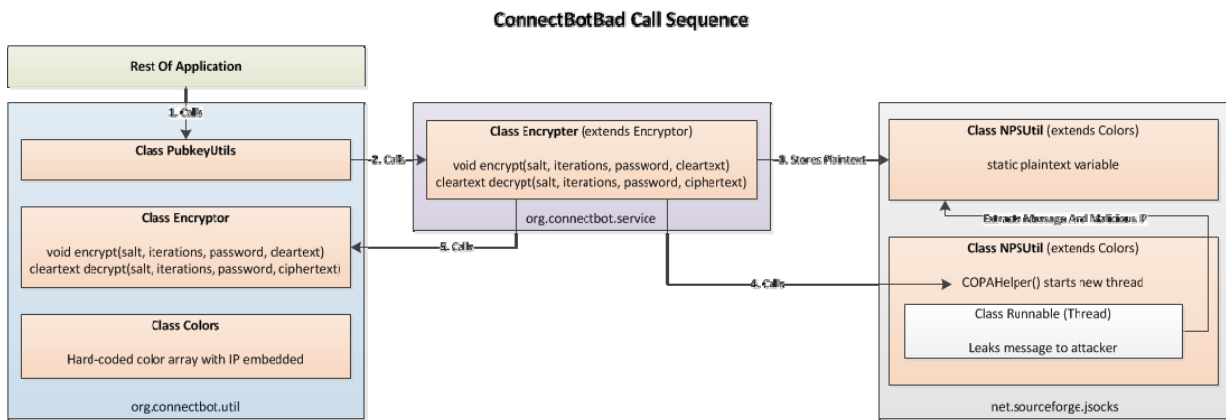 ConnectBotBad Call Sequence
Rest Of Application
1. Calls
Class PubkeyUtils
Class Encryptor
void encrypt(salt, iterations, password, cleartext)
cleartext decrypt(salt, iterations, password, ciphertext)
Class Colors
Hard-coded color array with IP embedded
org.connectbot.util
2. Calls
Class Encrypter (extends Encryptor)
void encrypt(salt, iterations, password, cleartext)
cleartext decrypt(salt, iterations, password, ciphertext)
org.connectbot.service
5. Calls
3. Stores Plaintext
4. Calls
Class NPSUtil (extends Colors)
static plaintext variable
Extracts Message And Malicious IP
Class NPSUtil (extends Colors)
COPAHelper() starts new thread
Class Runnable (Thread)
Leaks message to attacker
net.sourceforge.jsocks